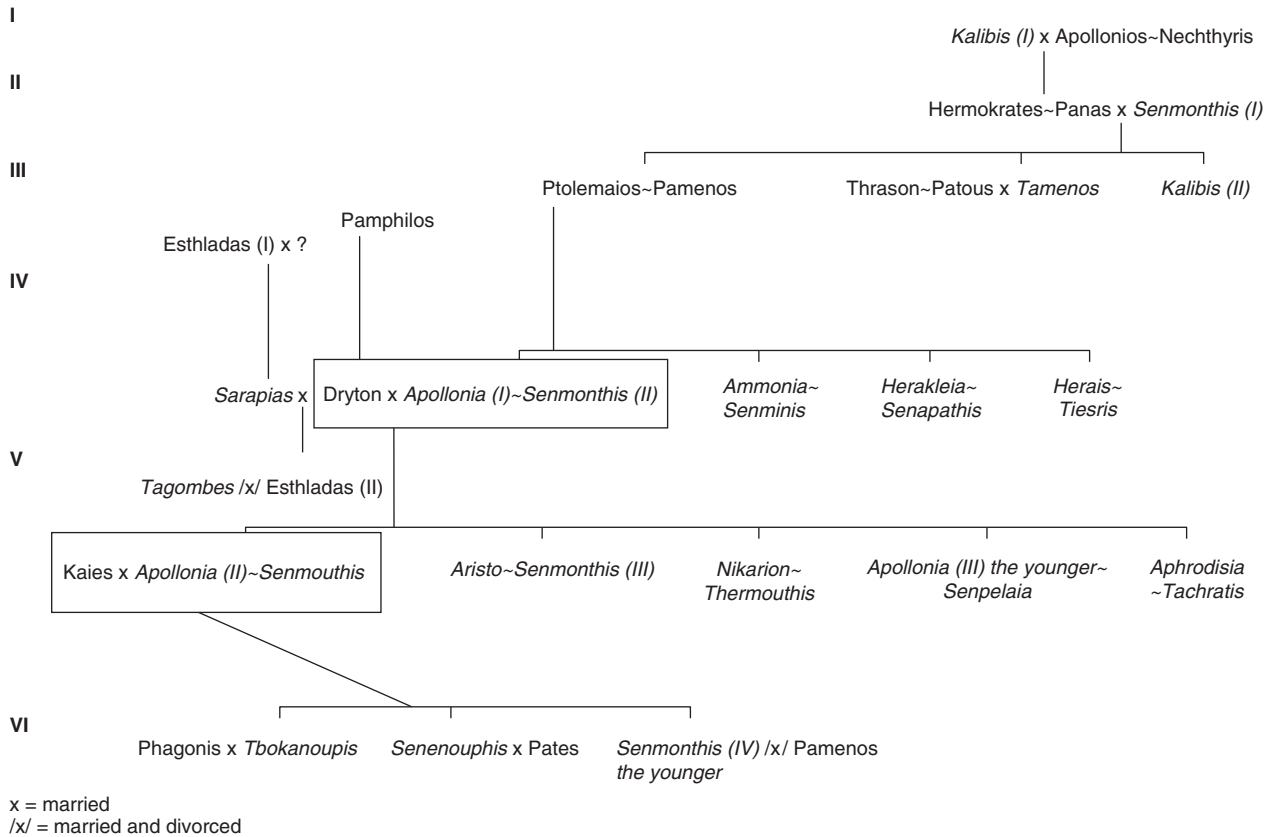 I
Kalibis (I) x Apollonios~Nechthyris
II
Hermokrates~Panas x Senmonthis (I)
III
Ptolemaios~Pamenos
Thrason~Patous x Tamenos
Kalibis (II)
Pamphilos
Esthladas (I) x ?
IV
Sarapias x
Dryton x Apollonia (I)~Senmonthis (II)
Ammonia~
Senminis
Herakleia~
Senapathis
Herais~
Tiesris
V
Tagombes /x/ Esthladas (II)
Kaies x Apollonia (II)~Senmouthis
Aristo~Senmonthis (III)
Nikarion~
Thermouthis
Apollonia (III) the younger~
Senpelaia
Aphrodisia
~Tachratis
VI
Phagonis x Tbokanoupis
Senenouphis x Pates
Senmonthis (IV) /x/ Pamenos
the younger
x = married
/x/ = married and divorced